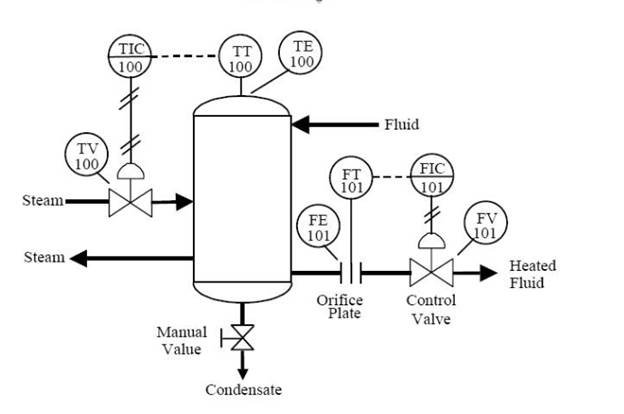 TIC
100
TT
100
TE
100
Fluid
TV
100
FT
101
FIC
101
Steam
FE
101
FV
101
Steam
Heated
Fluid
Orifice
Plate
Control
Valve
Manual
Value
Condensate